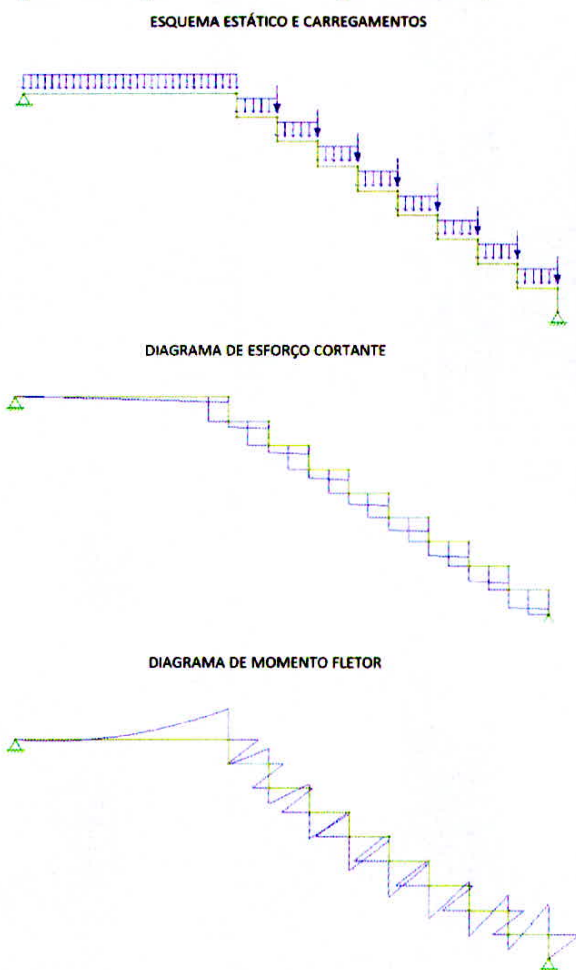 ESQUEMA ESTÁTICO E CARREGAMENTOS
DIAGRAMA DE ESFORÇO CORTANTE
DIAGRAMA DE MOMENTO FLETOR